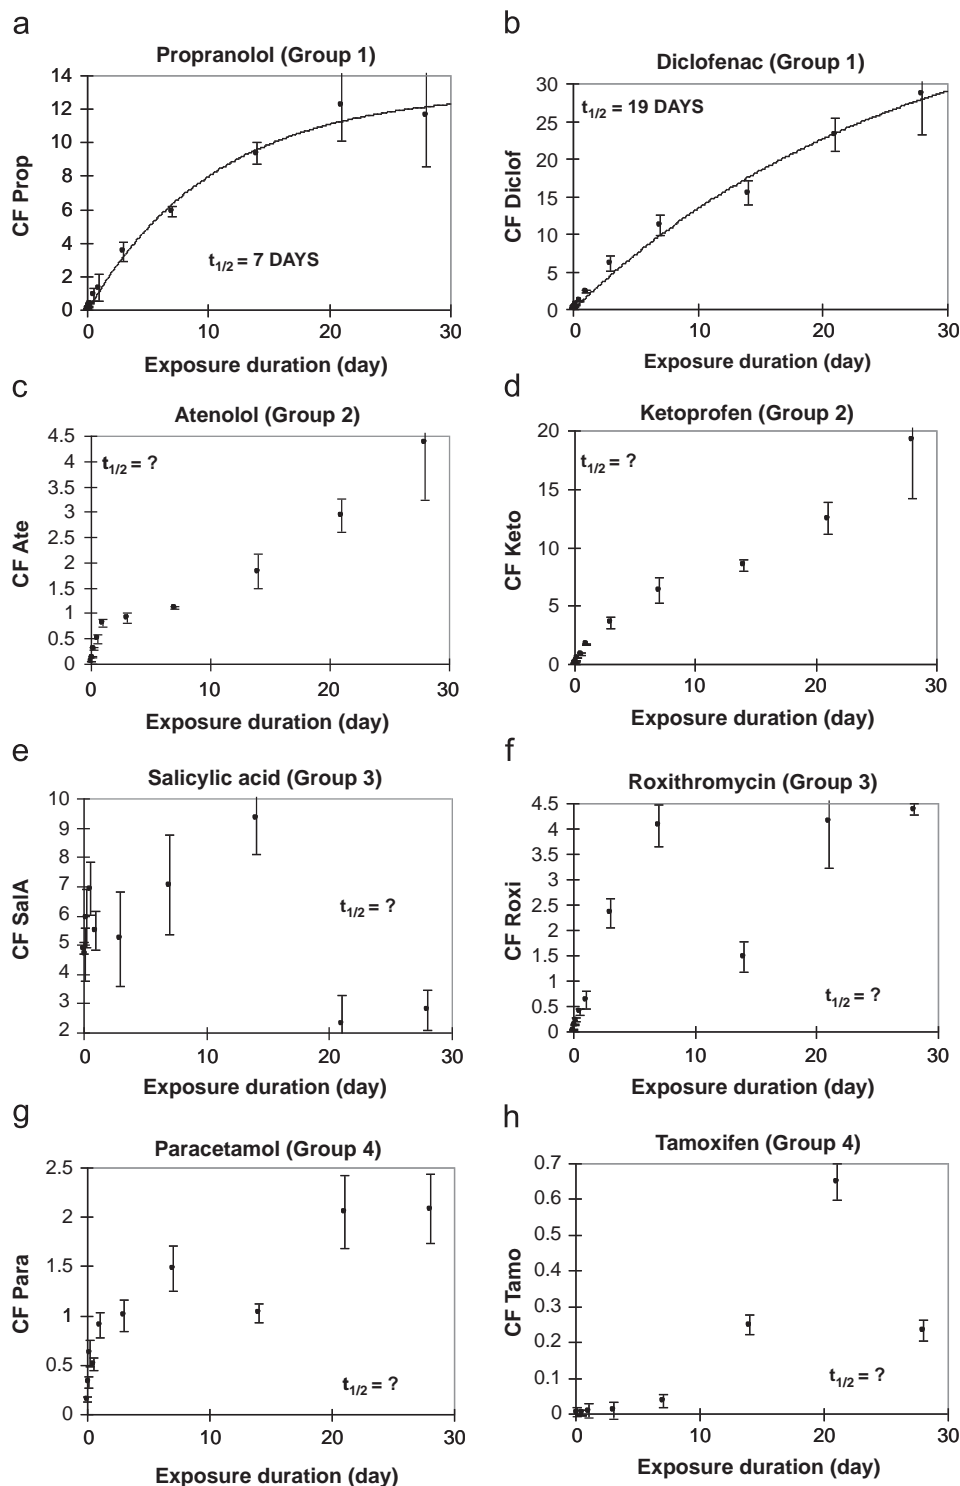 a
Propranolol (Group 1)
14
12
10
8
6
4
2
0
CF Prop
t1/2 = 7 DAYS
0 10 20 30
Exposure duration (day)
b
Diclofenac (Group 1)
30
25
20
15
10
5
0
CF Diclof
t1/2 = 19 DAYS
0 10 20 30
Exposure duration (day)
c
Atenolol (Group 2)
4.5
4
3.5
3
2.5
2
1.5
1
0.5
0
CF Ate
t1/2 = ?
0 10 20 30
Exposure duration (day)
d
Ketoprofen (Group 2)
20
15
10
5
0
CF Keto
t1/2 = ?
0 10 20 30
Exposure duration (day)
e
Salicylic acid (Group 3)
10
9
8
7
6
5
4
3
2
CF SalA
t1/2 = ?
0 10 20 30
Exposure duration (day)
f
Roxithromycin (Group 3)
4.5
4
3.5
3
2.5
2
1.5
1
0.5
0
CF Roxi
t1/2 = ?
0 10 20 30
Exposure duration (day)
g
Paracetamol (Group 4)
2.5
2
1.5
1
0.5
0
CF Para
t1/2 = ?
0 10 20 30
Exposure duration (day)
h
Tamoxifen (Group 4)
0.7
0.6
0.5
0.4
0.3
0.2
0.1
0
CF Tamo
t1/2 = ?
0 10 20 30
Exposure duration (day)